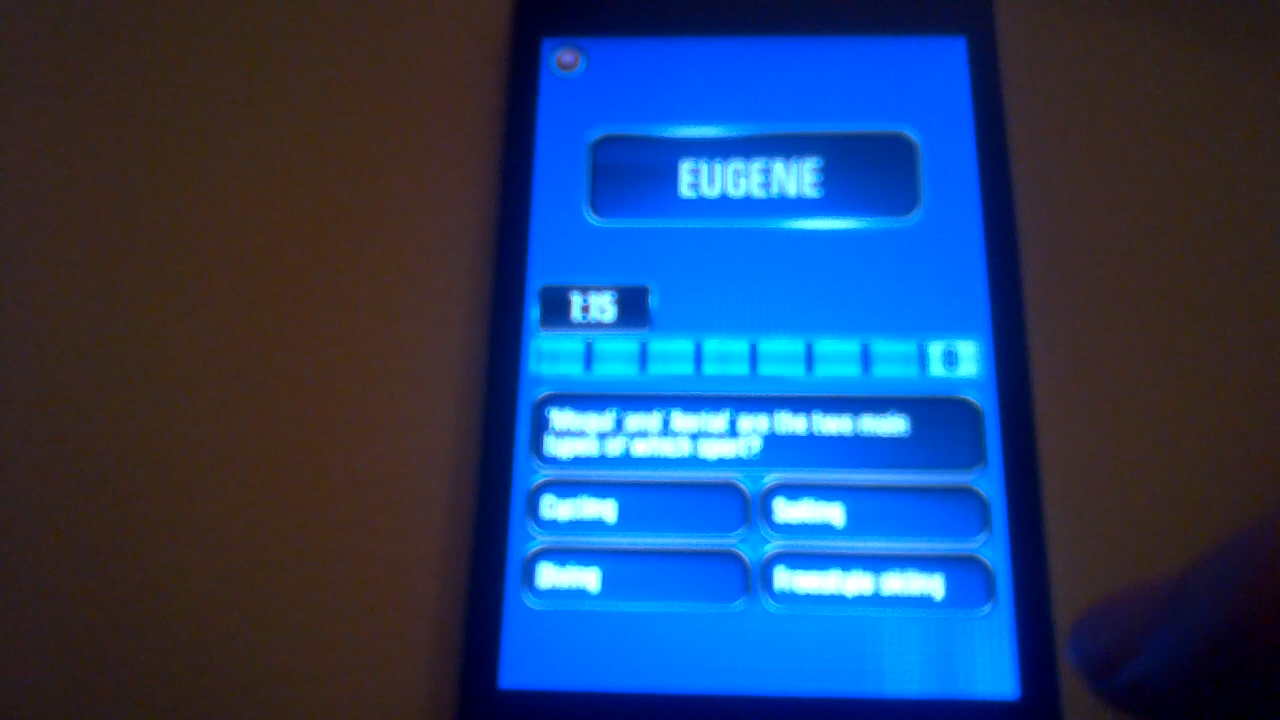 EUGENE
1:15
0
'Mogul' and 'Aerial' are the two main
types of which sport?
Cycling
Sailing
Diving
Freestyle skiing